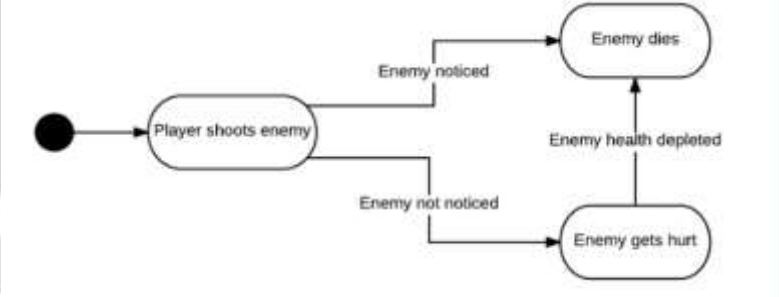 Enemy dies
Enemy noticed
Player shoots enemy
Enemy health depleted
Enemy not noticed
Enemy gets hurt